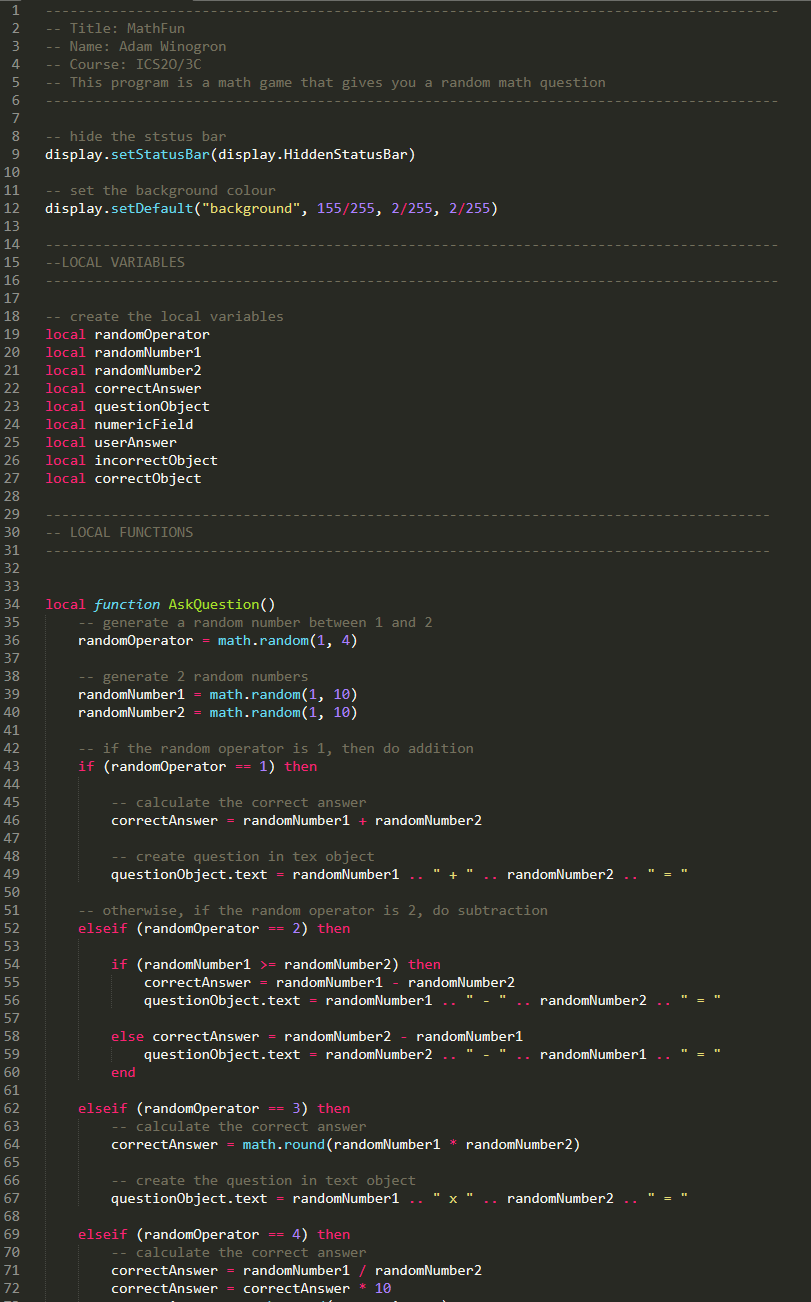 1 -----------------------------------------------------------------------------------------
2 -- Title: MathFun
3 -- Name: Adam Winogron
4 -- Course: ICS2O/3C
5 -- This program is a math game that gives you a random math question
6 -----------------------------------------------------------------------------------------
7
8 -- hide the ststus bar
9 display.setStatusBar(display.HiddenStatusBar)
10
11 -- set the background colour
12 display.setDefault("background", 155/255, 2/255, 2/255)
13
14 -----------------------------------------------------------------------------------------
15 --LOCAL VARIABLES
16 -----------------------------------------------------------------------------------------
17
18 -- create the local variables
19 local randomOperator
20 local randomNumber1
21 local randomNumber2
22 local correctAnswer
23 local questionObject
24 local numericField
25 local userAnswer
26 local incorrectObject
27 local correctObject
28
29 ----------------------------------------------------------------------------------------
30 -- LOCAL FUNCTIONS
31 ----------------------------------------------------------------------------------------
32
33
34 local function AskQuestion()
35 -- generate a random number between 1 and 2
36 randomOperator = math.random(1, 4)
37
38 -- generate 2 random numbers
39 randomNumber1 = math.random(1, 10)
40 randomNumber2 = math.random(1, 10)
41
42 -- if the random operator is 1, then do addition
43 if (randomOperator == 1) then
44
45 -- calculate the correct answer
46 correctAnswer = randomNumber1 + randomNumber2
47
48 -- create question in tex object
49 questionObject.text = randomNumber1 .. " + " .. randomNumber2 .. " = "
50
51 -- otherwise, if the random operator is 2, do subtraction
52 elseif (randomOperator == 2) then
53
54 if (randomNumber1 >= randomNumber2) then
55 correctAnswer = randomNumber1 - randomNumber2
56 questionObject.text = randomNumber1 .. " - " .. randomNumber2 .. " = "
57
58 else correctAnswer = randomNumber2 - randomNumber1
59 questionObject.text = randomNumber2 .. " - " .. randomNumber1 .. " = "
60 end
61
62 elseif (randomOperator == 3) then
63 -- calculate the correct answer
64 correctAnswer = math.round(randomNumber1 * randomNumber2)
65
66 -- create the question in text object
67 questionObject.text = randomNumber1 .. " x " .. randomNumber2 .. " = "
68
69 elseif (randomOperator == 4) then
70 -- calculate the correct answer
71 correctAnswer = randomNumber1 / randomNumber2
72 correctAnswer = correctAnswer * 10